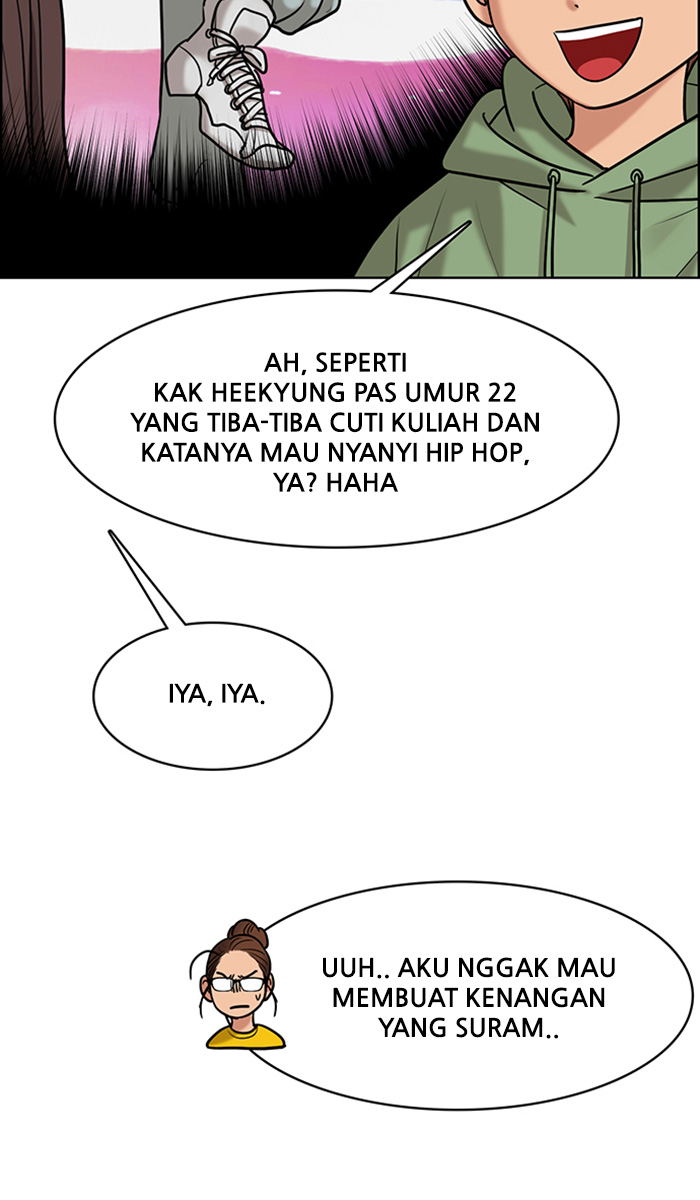 AH, SEPERTI
KAK HEEKYUNG PAS UMUR 22
YANG TIBA-TIBA CUTI KULIAH DAN
KATANYA MAU NYANYI HIP HOP,
YA? HAHA
IYA, IYA.
UUH.. AKU NGGAK MAU
MEMBUAT KENANGAN
YANG SURAM..